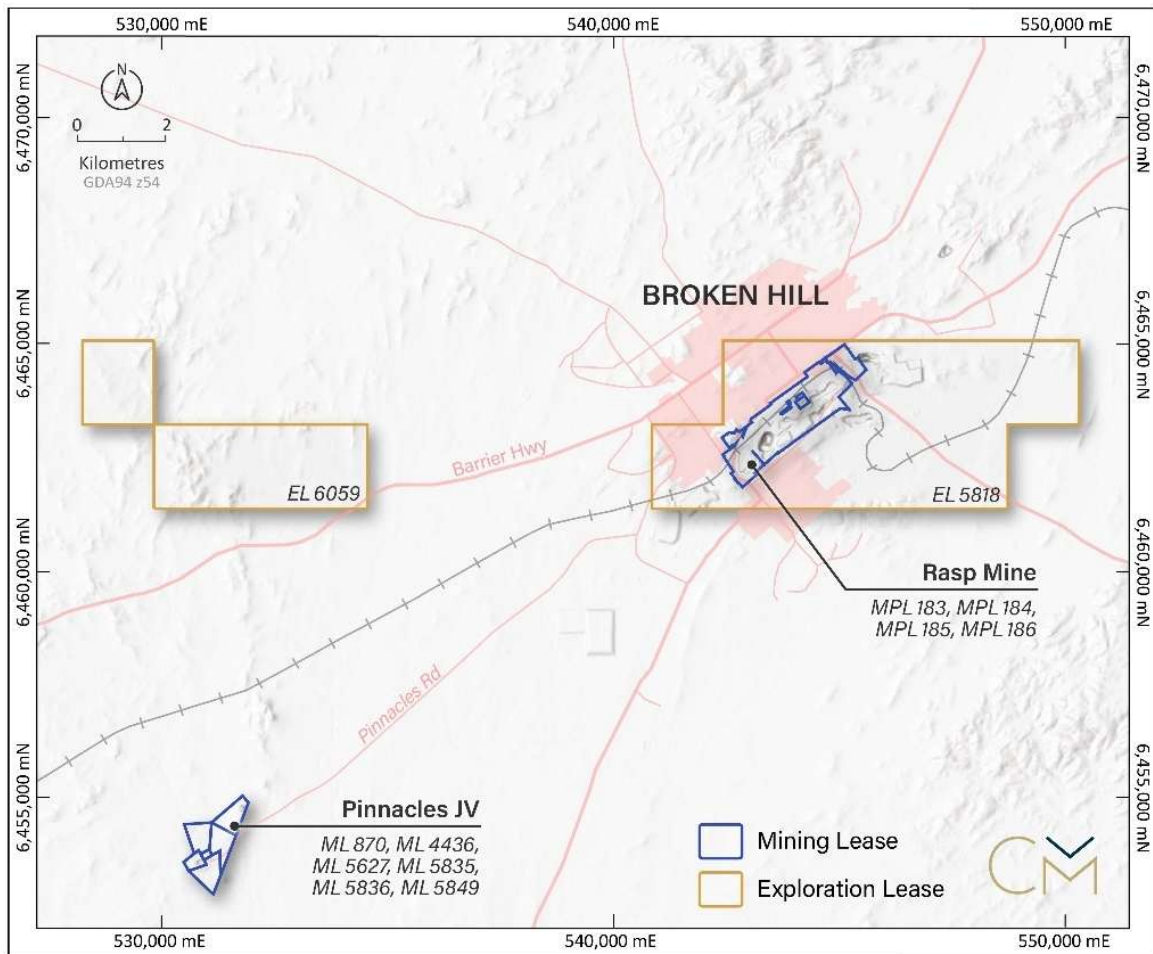 530,000 mE
540,000 mE
550,000 mE
6,470,000 mN
6,470,000 mN
N
0 2
Kilometres
GDA94 z54
BROKEN HILL
6,465,000 mN
6,465,000 mN
Barrier Hwy
EL 6059
EL 5818
6,460,000 mN
6,460,000 mN
Rasp Mine
MPL 183, MPL 184,
MPL 185, MPL 186
Pinnacles Rd
6,455,000 mN
6,455,000 mN
Pinnacles JV
ML 870, ML 4436,
ML 5627, ML 5835,
ML 5836, ML 5849
Mining Lease
Exploration Lease
CM
530,000 mE
540,000 mE
550,000 mE